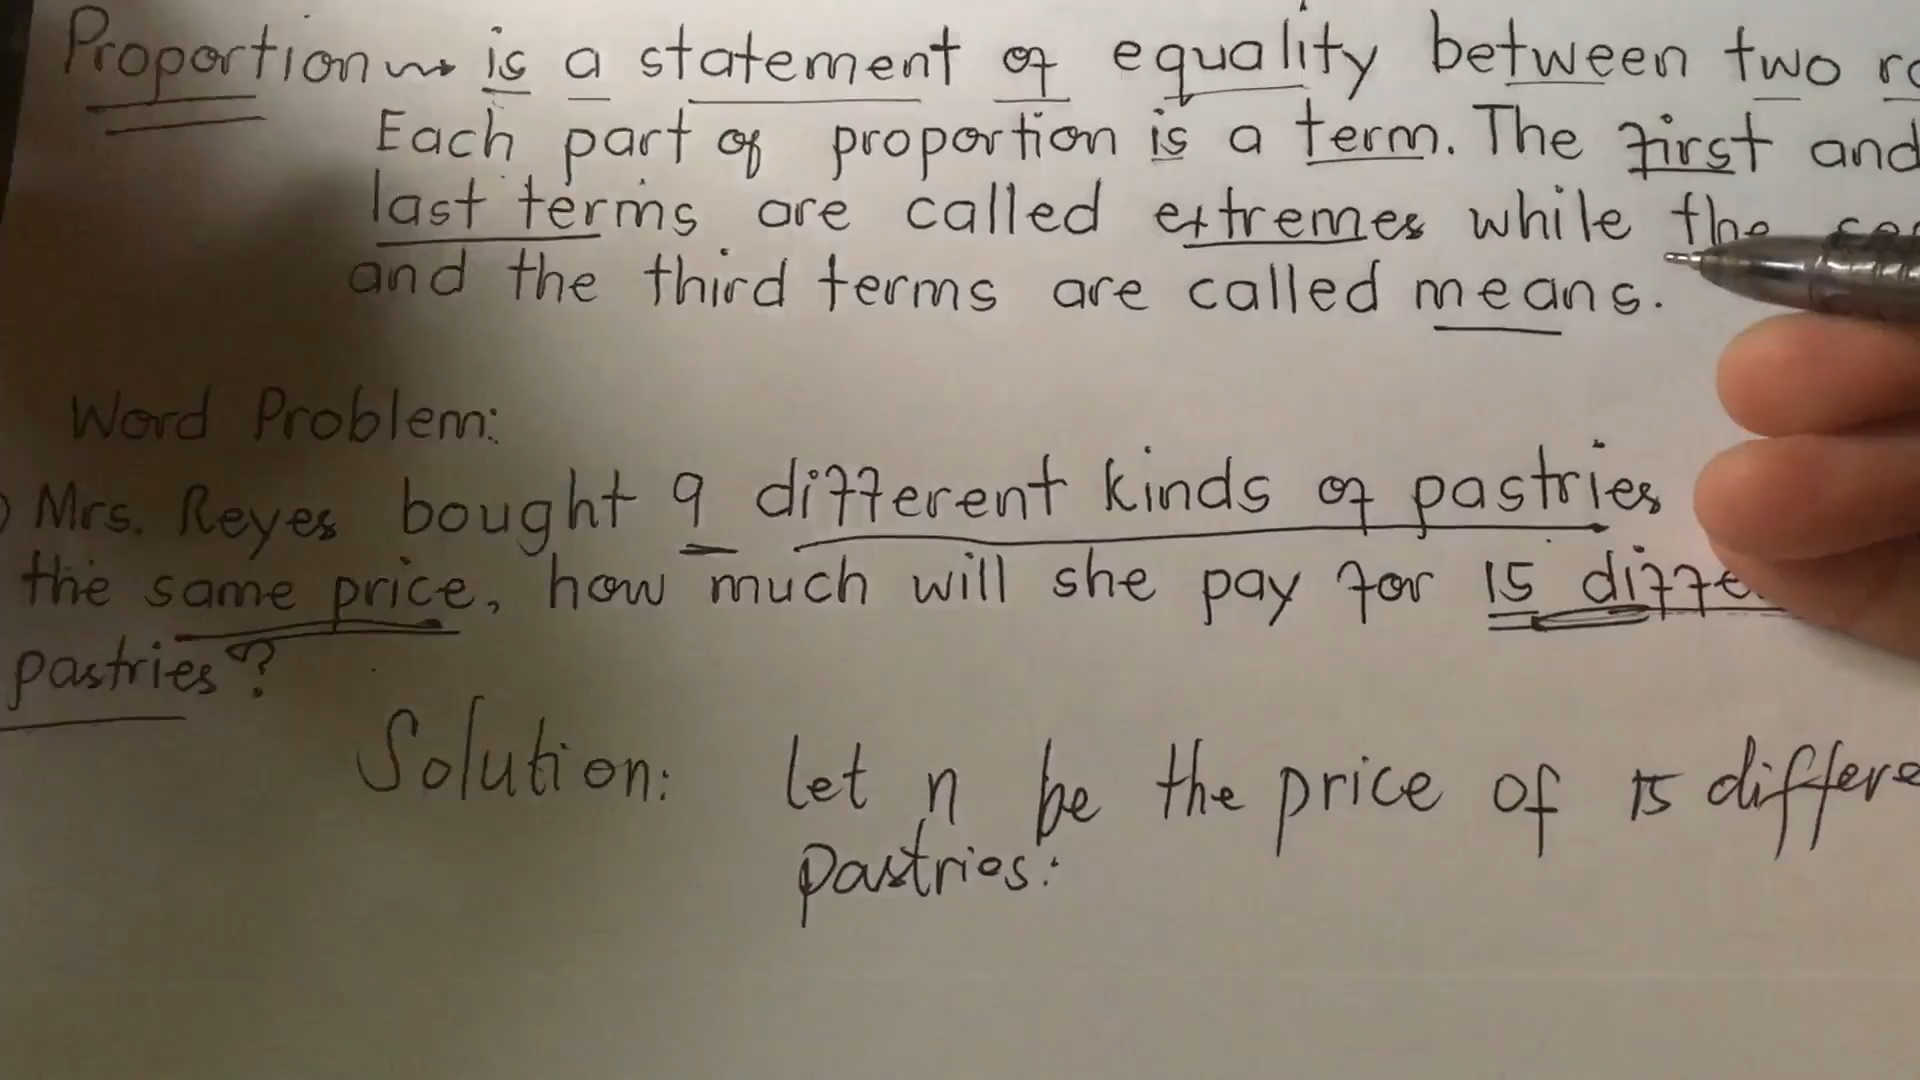 Proportion is a statement of equality between two
Each part of proportion is a term. The first and
last terms are called extremes while the
and the third terms are called means.
Word Problem:
Mrs. Reyes bought 9 different kinds of pastries
the same price, how much will she pay for 15
pastries?
Solution: let n be the price of 15
pastries: